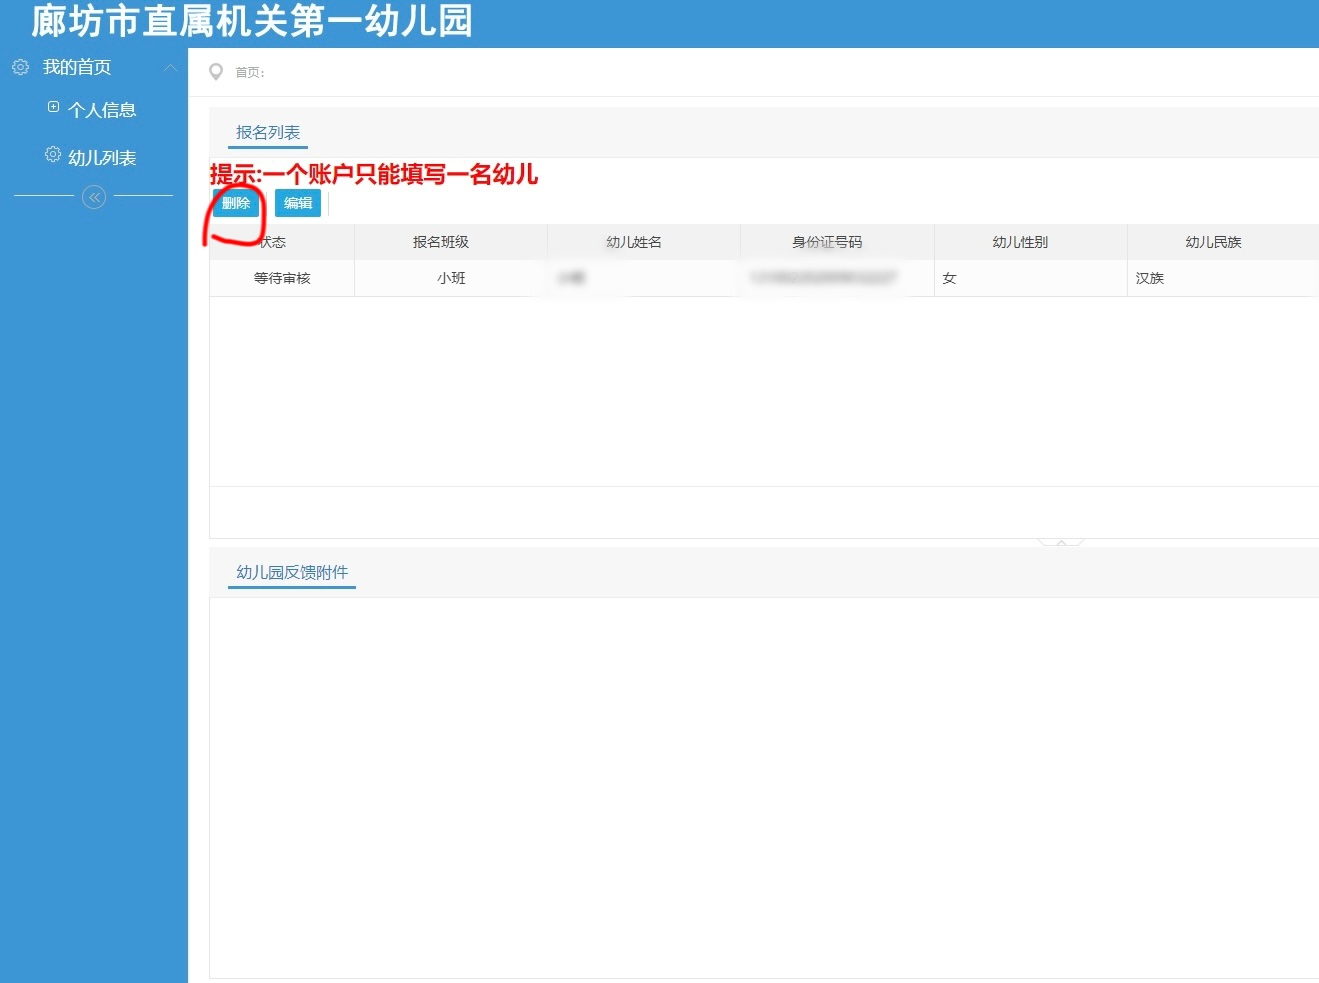 廊坊市直属机关第一幼儿园
我的首页
个人信息
幼儿列表
首页:
报名列表
提示:一个账户只能填写一名幼儿
删除 编辑
状态 报名班级 幼儿姓名 身份证号码 幼儿性别 幼儿民族
等待审核 小班 女 汉族
幼儿园反馈附件